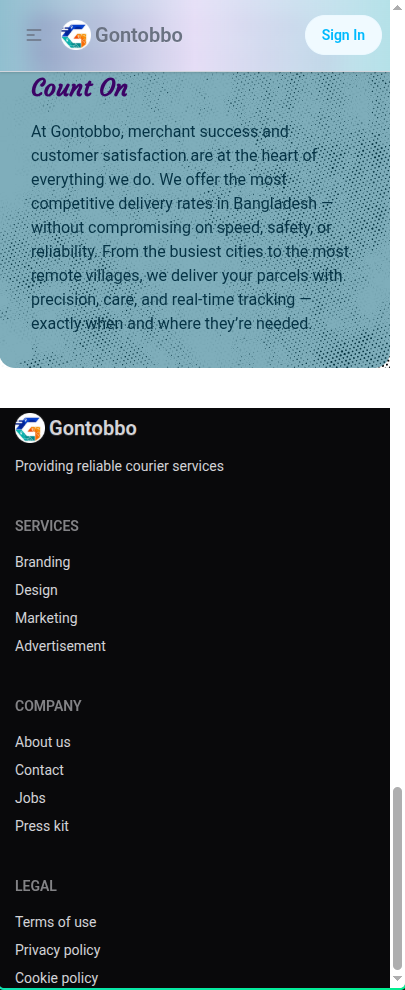 Gontobbo
Sign In
Count On
At Gontobbo, merchant success and
customer satisfaction are at the heart of
everything we do. We offer the most
competitive delivery rates in Bangladesh —
without compromising on speed, safety, or
reliability. From the busiest cities to the most
remote villages, we deliver your parcels with
precision, care, and real-time tracking —
exactly when and where they’re needed.
Gontobbo
Providing reliable courier services
SERVICES
Branding
Design
Marketing
Advertisement
COMPANY
About us
Contact
Jobs
Press kit
LEGAL
Terms of use
Privacy policy
Cookie policy